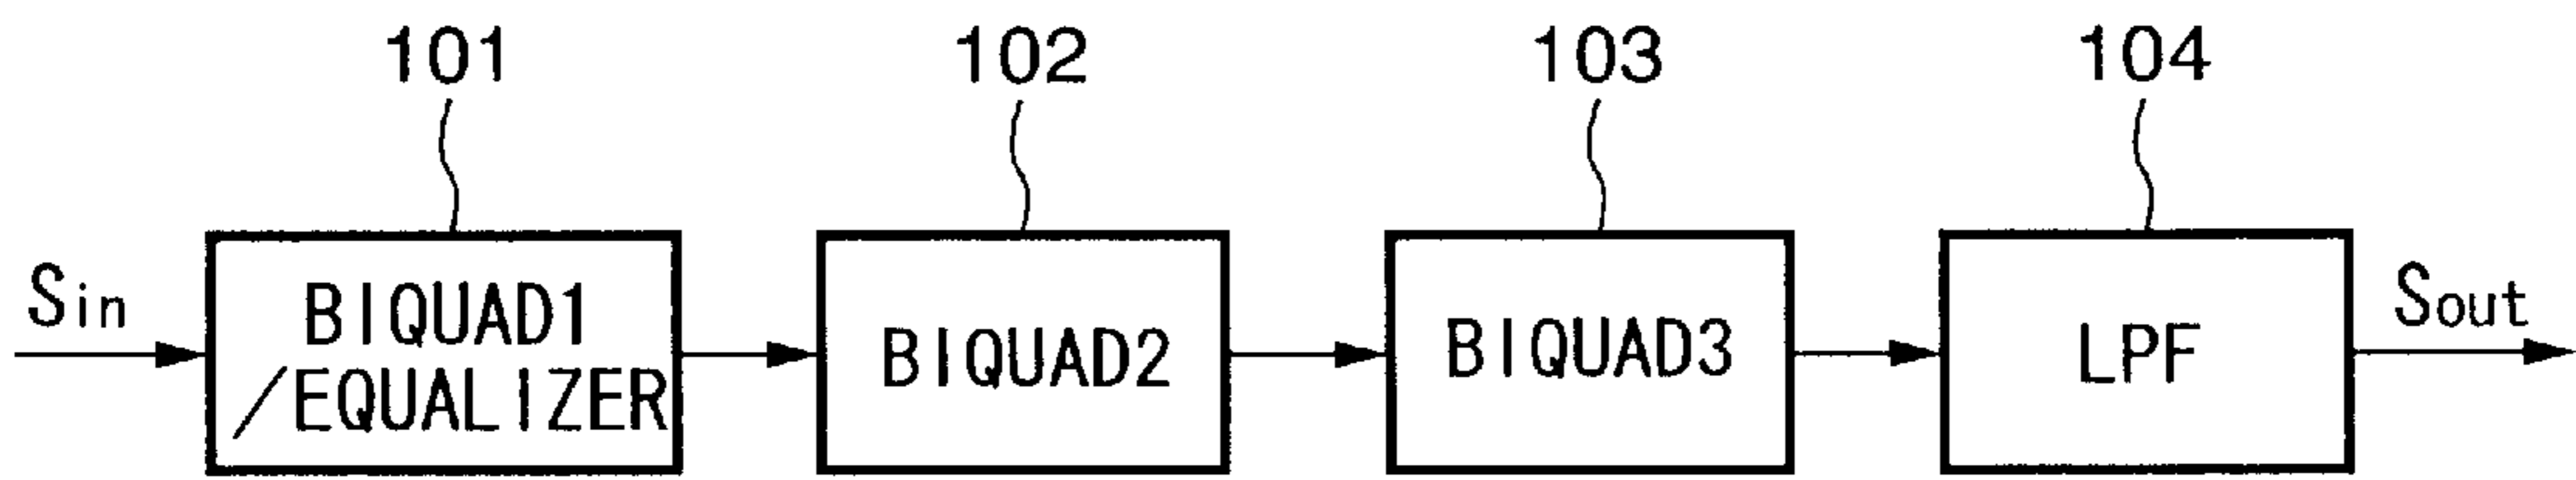 101
102
103
104
Sin
BIQUAD1
/EQUALIZER
BIQUAD2
BIQUAD3
LPF
Sout